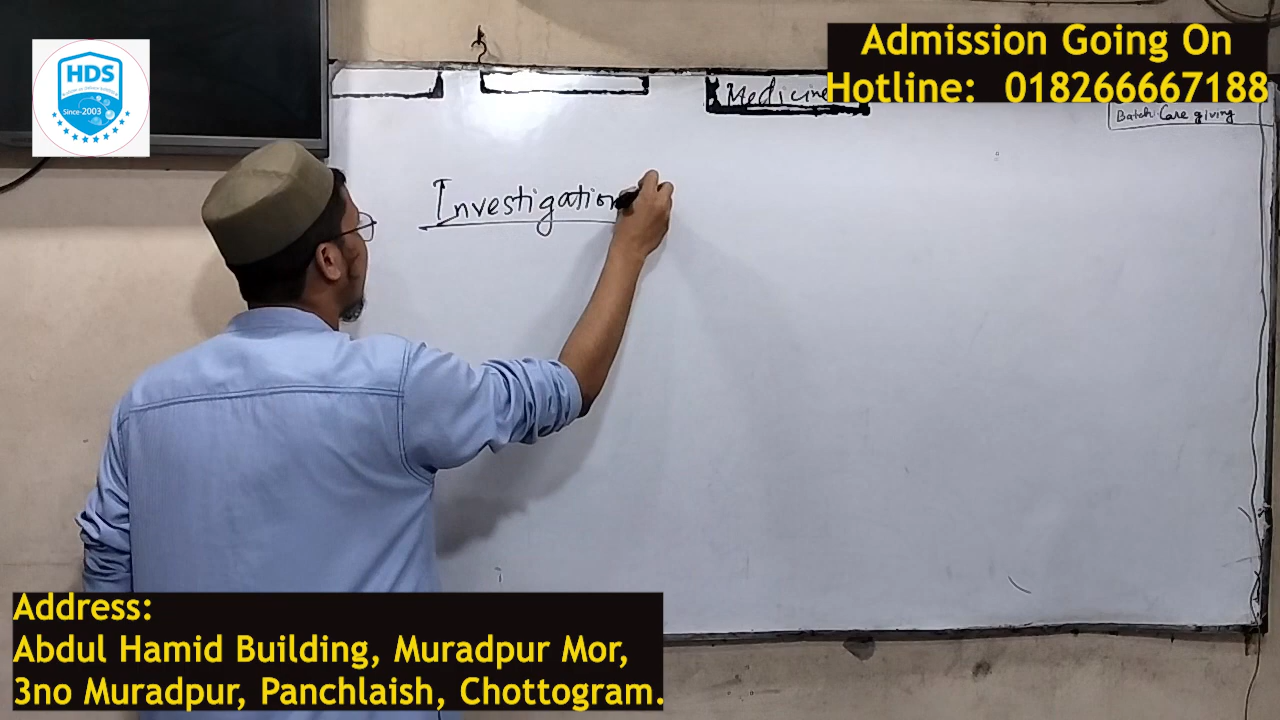 HDS
Since-2003
Admission Going On
Hotline: 018266667188
Medicine
Batch Care giving
Investigation
Address:
Abdul Hamid Building, Muradpur Mor,
3no Muradpur, Panchlaish, Chottogram.